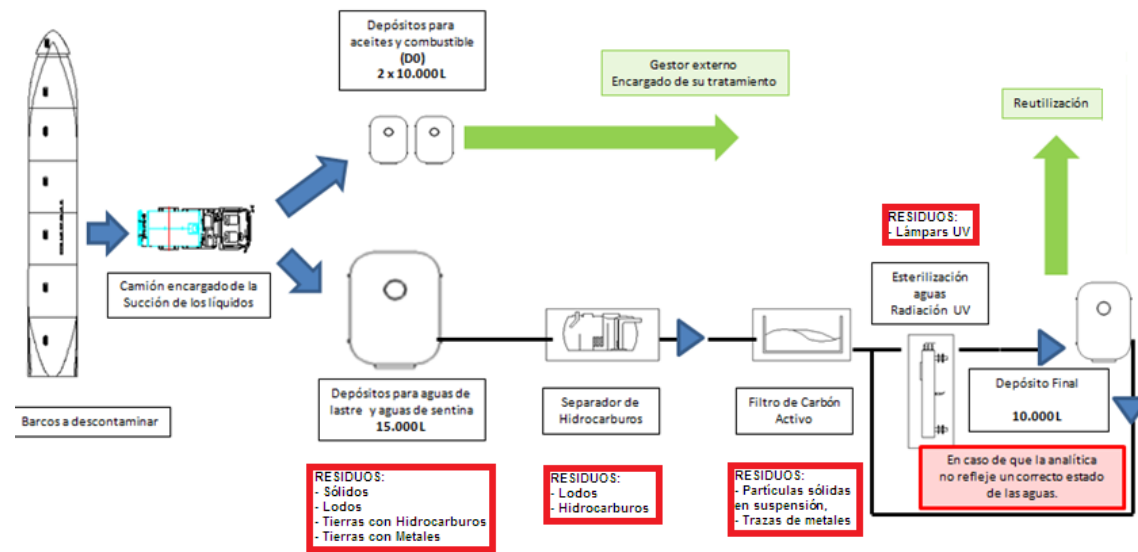 Depósitos para
aceites y combustible
(D0)
2 x 10.000 L
Gestor externo
Encargado de su tratamiento
Reutilización
Camión encargado de la
Succión de los líquidos
Barcos a descontaminar
Depósitos para aguas de
lastre y aguas de sentina
15.000 L
RESIDUOS:
- Sólidos
- Lodos
- Tierras con Hidrocarburos
- Tierras con Metales
Separador de
Hidrocarburos
RESIDUOS:
- Lodos
- Hidrocarburos
Filtro de Carbón
Activo
RESIDUOS:
- Partículas sólidas
en suspensión,
- Trazas de metales
RESIDUOS:
- Lámpars UV
Esterilización
aguas
Radiación UV
Depósito Final
10.000 L
En caso de que la analítica
no refleje un correcto estado
de las aguas.